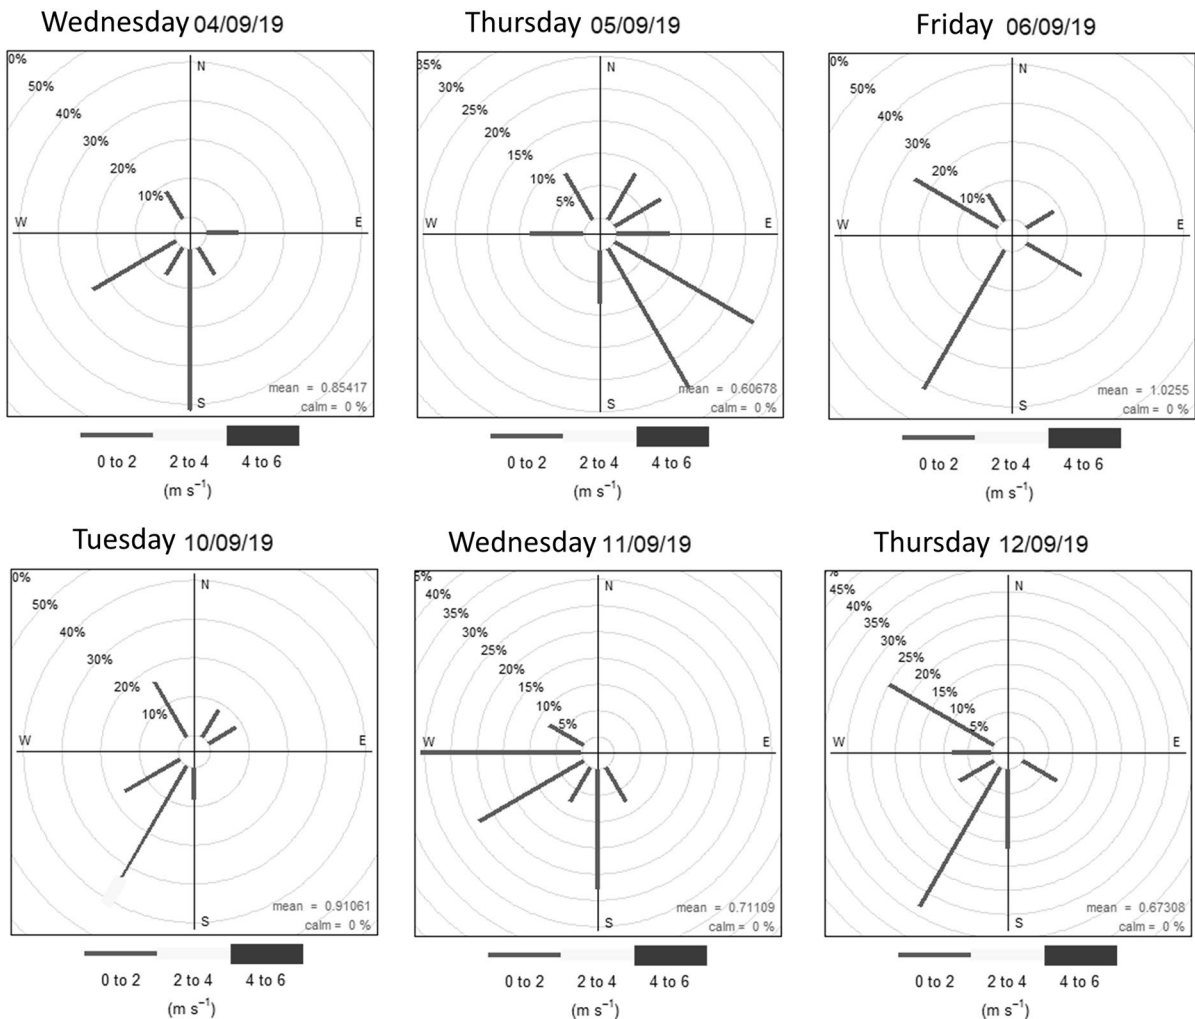 Wednesday 04/09/19
0%
50%
40%
30%
20%
10%
N
W
E
S
mean = 0.85417
calm = 0 %
0 to 2 2 to 4 4 to 6
(m s⁻¹)
Thursday 05/09/19
35%
30%
25%
20%
15%
10%
5%
N
W
E
S
mean = 0.60678
calm = 0 %
0 to 2 2 to 4 4 to 6
(m s⁻¹)
Friday 06/09/19
0%
50%
40%
30%
20%
10%
N
W
E
S
mean = 1.0255
calm = 0 %
0 to 2 2 to 4 4 to 6
(m s⁻¹)
Tuesday 10/09/19
0%
50%
40%
30%
20%
10%
N
W
E
S
mean = 0.91061
calm = 0 %
0 to 2 2 to 4 4 to 6
(m s⁻¹)
Wednesday 11/09/19
5%
40%
35%
30%
25%
20%
15%
10%
5%
N
W
E
S
mean = 0.71109
calm = 0 %
0 to 2 2 to 4 4 to 6
(m s⁻¹)
Thursday 12/09/19
%
45%
40%
35%
30%
25%
20%
15%
10%
5%
N
W
E
S
mean = 0.67308
calm = 0 %
0 to 2 2 to 4 4 to 6
(m s⁻¹)